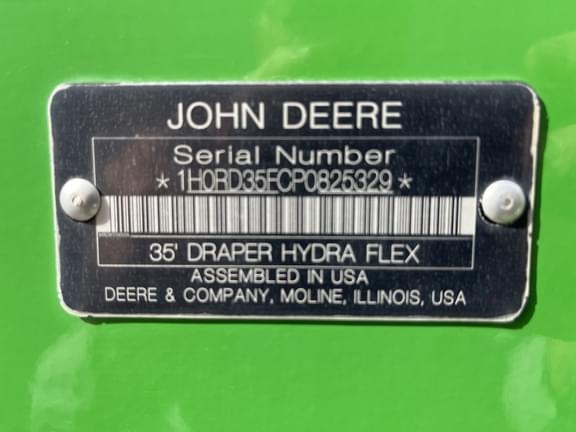 JOHN DEERE
Serial Number
*1H0RD35FCP0825329*
35' DRAPER HYDRA FLEX
ASSEMBLED IN USA
DEERE & COMPANY, MOLINE, ILLINOIS, USA